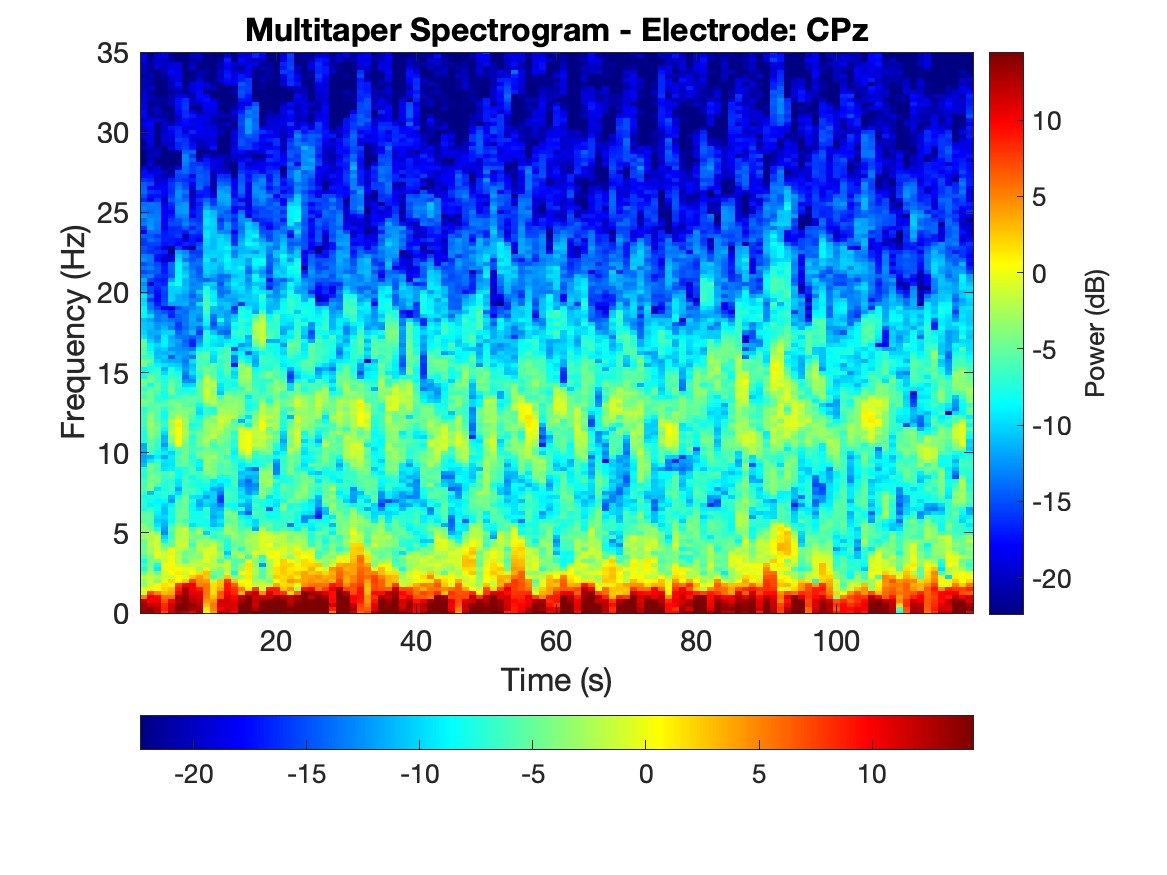 Multitaper Spectrogram - Electrode: CPz
35
30
25
20
15
10
5
0
Frequency (Hz)
20 40 60 80 100
Time (s)
10
5
0
-5
-10
-15
-20
Power (dB)
-20 -15 -10 -5 0 5 10